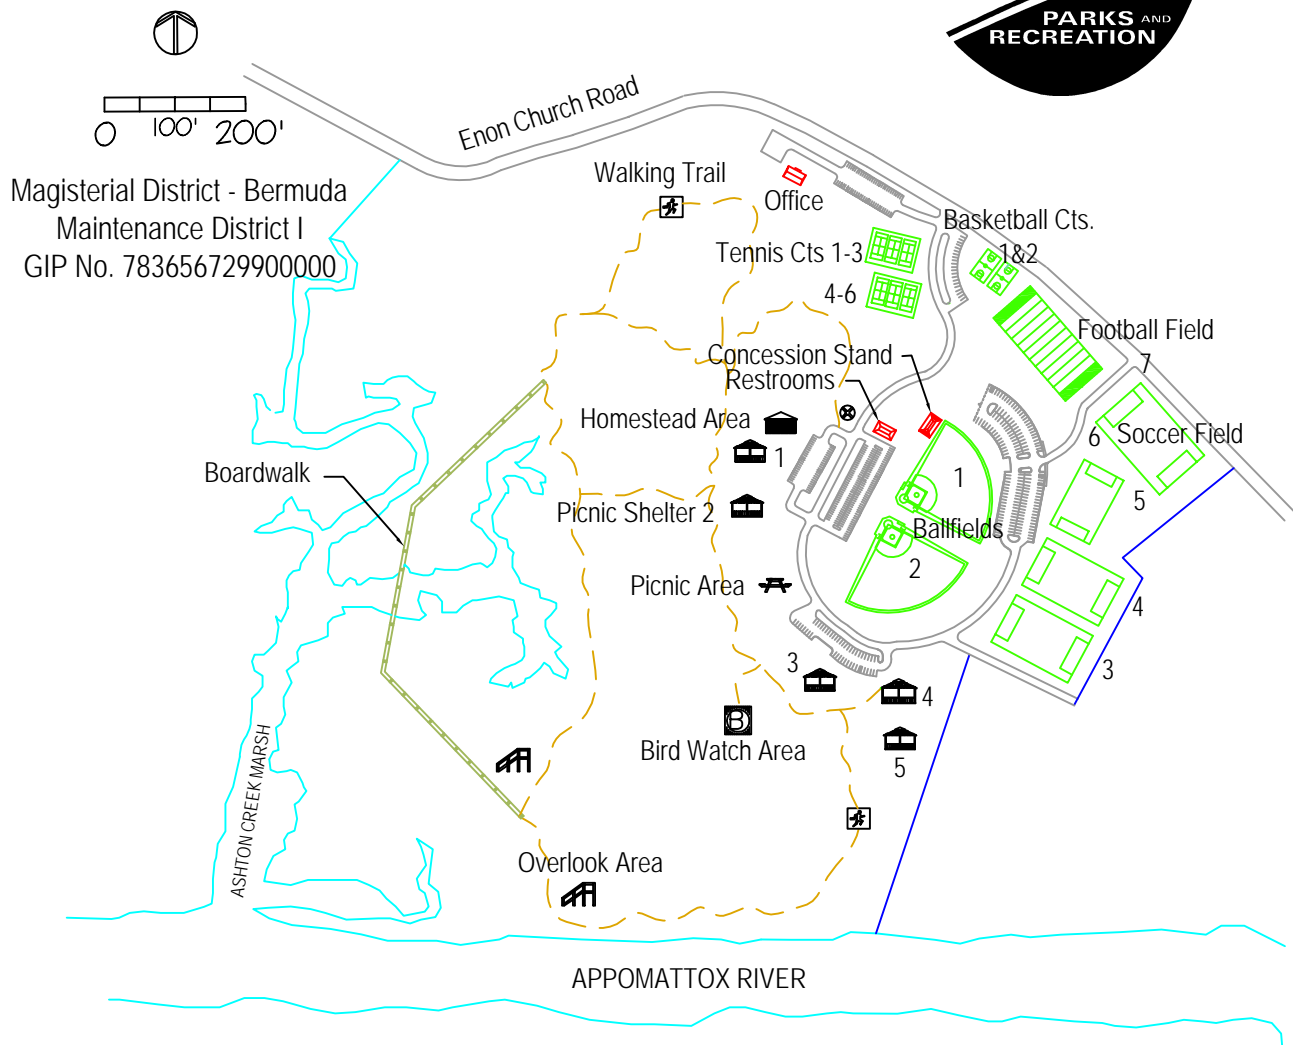 PARKS AND
RECREATION
0 100' 200'
Magisterial District - Bermuda
Maintenance District I
GIP No. 783656729900000
Enon Church Road
Walking Trail
Office
Basketball Cts.
1&2
Tennis Cts 1-3
4-6
Football Field
7
Concession Stand
Restrooms
Homestead Area
1
6
Soccer Field
5
Boardwalk
1
Picnic Shelter 2
Ballfields
2
Picnic Area
4
3
3
4
B
Bird Watch Area
5
ASHTON CREEK MARSH
Overlook Area
APPOMATTOX RIVER